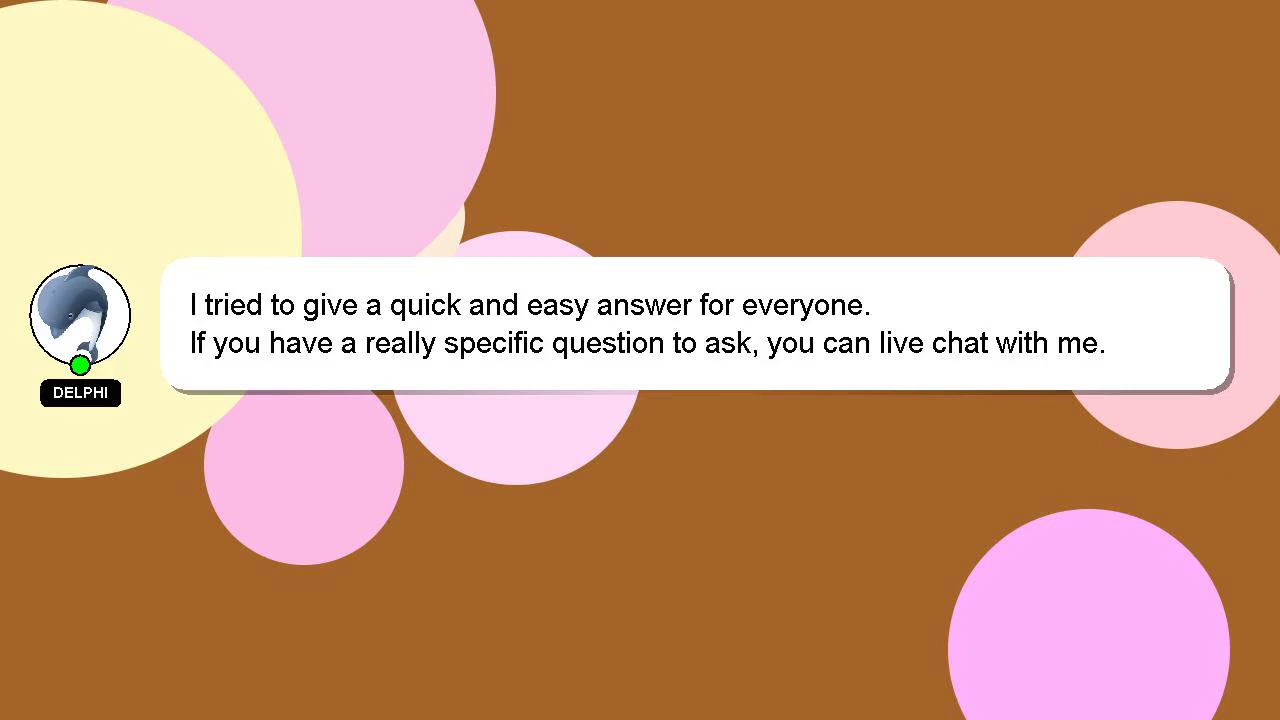 I tried to give a quick and easy answer for everyone.
If you have a really specific question to ask, you can live chat with me.
DELPHI